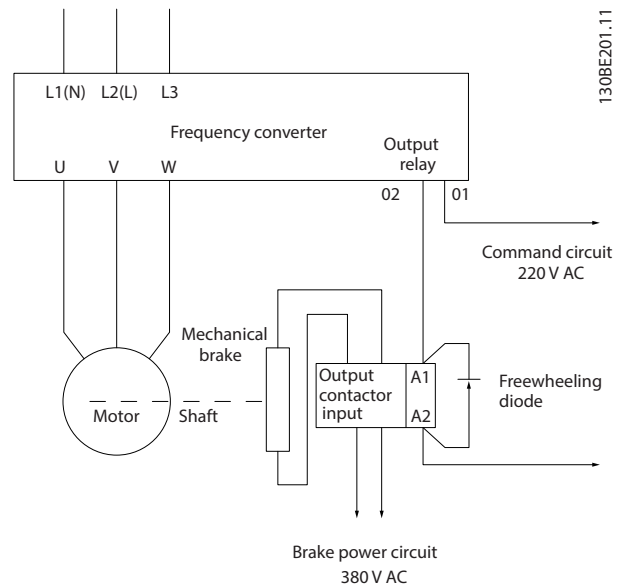 130BE201.11
L1(N) L2(L) L3
Frequency converter
Output
relay
U V W
02 01
Command circuit
220 V AC
Mechanical
brake
Output
contactor
input
A1
A2
Freewheeling
diode
Motor Shaft
Brake power circuit
380 V AC